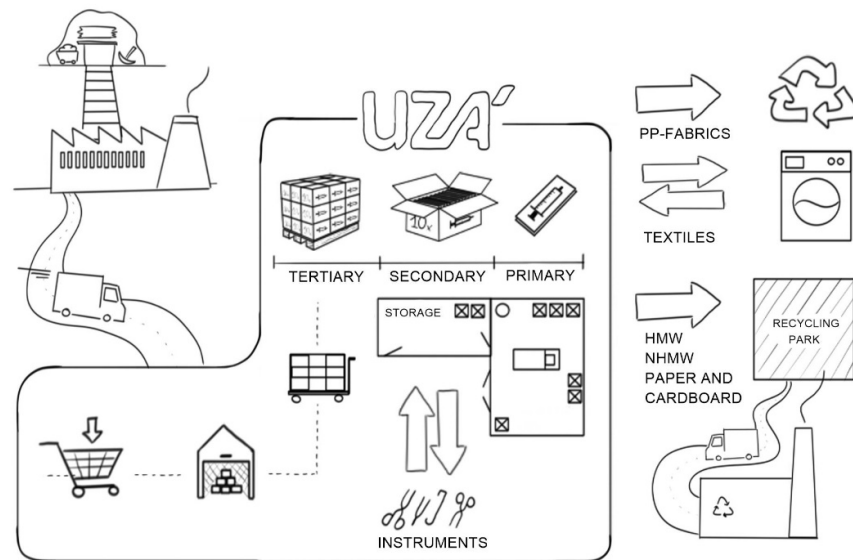 UZA'
PP-FABRICS
10x
TEXTILES
TERTIARY
SECONDARY
PRIMARY
STORAGE
HMW
NHMW
PAPER AND
CARDBOARD
RECYCLING
PARK
INSTRUMENTS